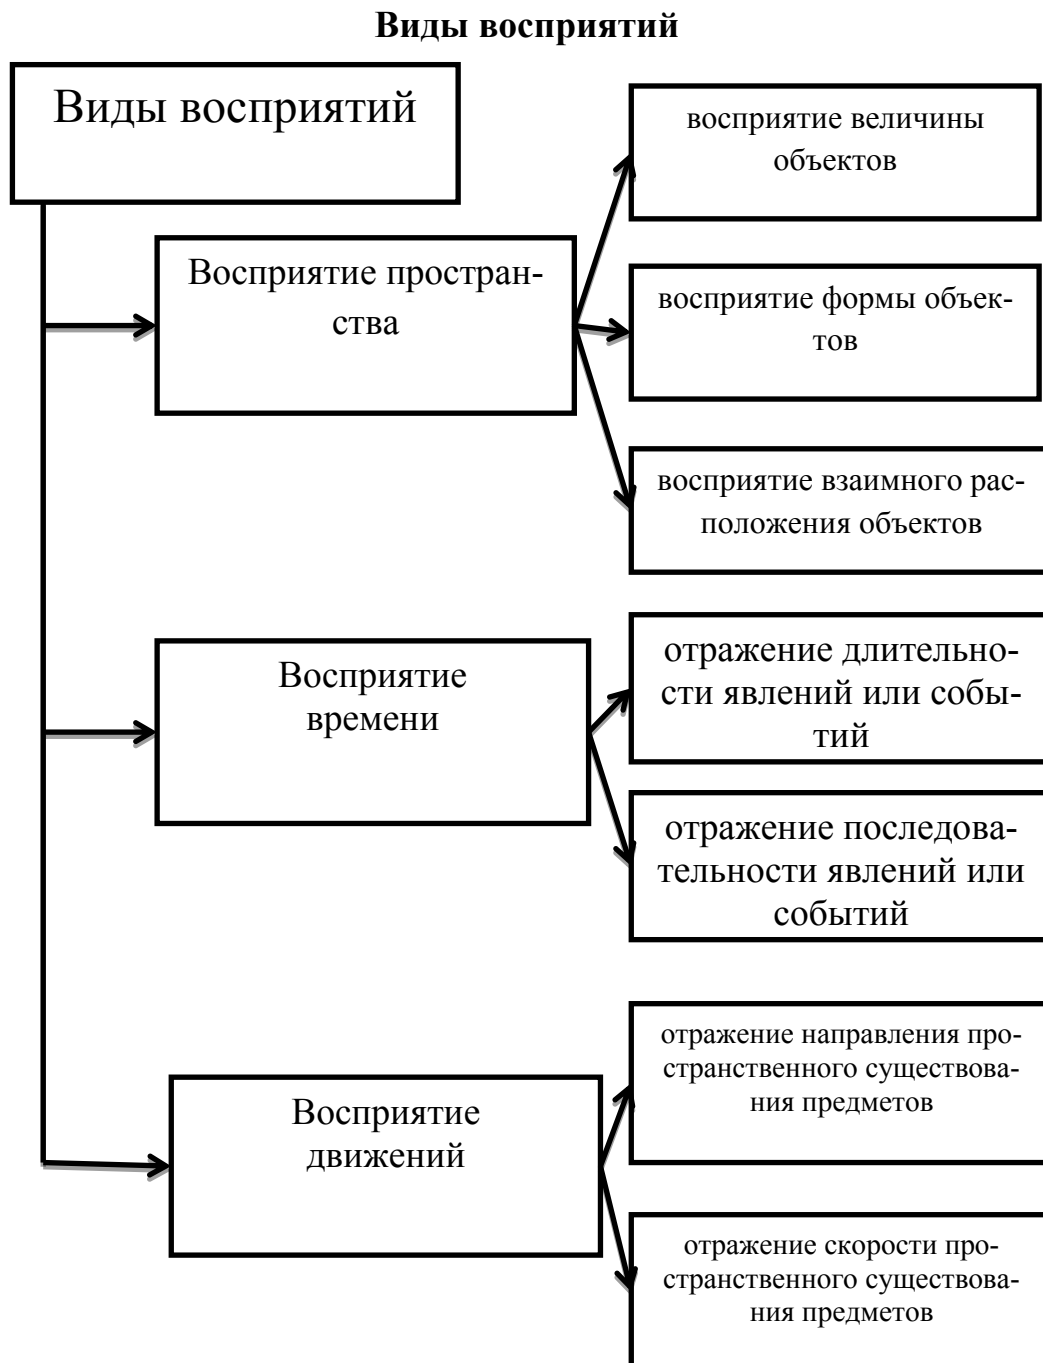 Виды восприятий
Виды восприятий
восприятие величины
объектов
Восприятие простран-
ства
восприятие формы объек-
тов
восприятие взаимного рас-
положения объектов
Восприятие
времени
отражение длительно-
сти явлений или собы-
тий
отражение последова-
тельности явлений или
событий
Восприятие
движений
отражение направления про-
странственного существова-
ния предметов
отражение скорости про-
странственного существова-
ния предметов